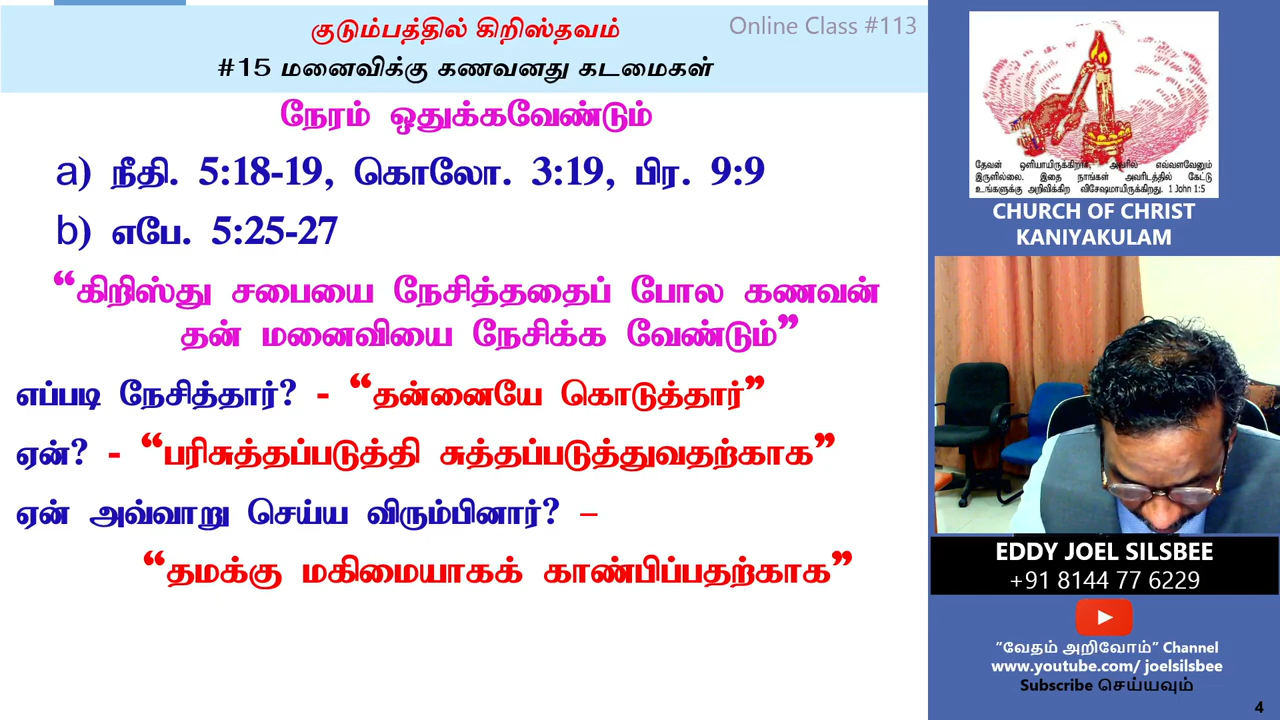 குடும்பத்தில் கிறிஸ்தவம்
Online Class #113
#15 மனைவிக்கு கணவனது கடமைகள்
நேரம் ஒதுக்கவேண்டும்
a) நீதி. 5:18-19, கொலோ. 3:19, பிர. 9:9
b) எபே. 5:25-27
“கிறிஸ்து சபையை நேசித்ததைப் போல கணவன்
தன் மனைவியை நேசிக்க வேண்டும்”
எப்படி நேசித்தார்? - “தன்னையே கொடுத்தார்”
ஏன்? - “பரிசுத்தப்படுத்தி சுத்தப்படுத்துவதற்காக”
ஏன் அவ்வாறு செய்ய விரும்பினார்? –
“தமக்கு மகிமையாகக் காண்பிப்பதற்காக”
தேவன் ஒளியாயிருக்கிறார், அவரில் எவ்வளவேனும்
இருளில்லை. இதை நாங்கள் அவரிடத்தில் கேட்டு
உங்களுக்கு அறிவிக்கிற விசேஷமாயிருக்கிறது. 1 John 1:5
CHURCH OF CHRIST
KANIYAKULAM
EDDY JOEL SILSBEE
+91 8144 77 6229
”வேதம் அறிவோம்” Channel
www.youtube.com/ joelsilsbee
Subscribe செய்யவும்
4